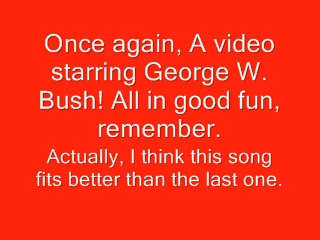 Once again, A video
starring George W.
Bush! All in good fun,
remember.
Actually, I think this song
fits better than the last one.